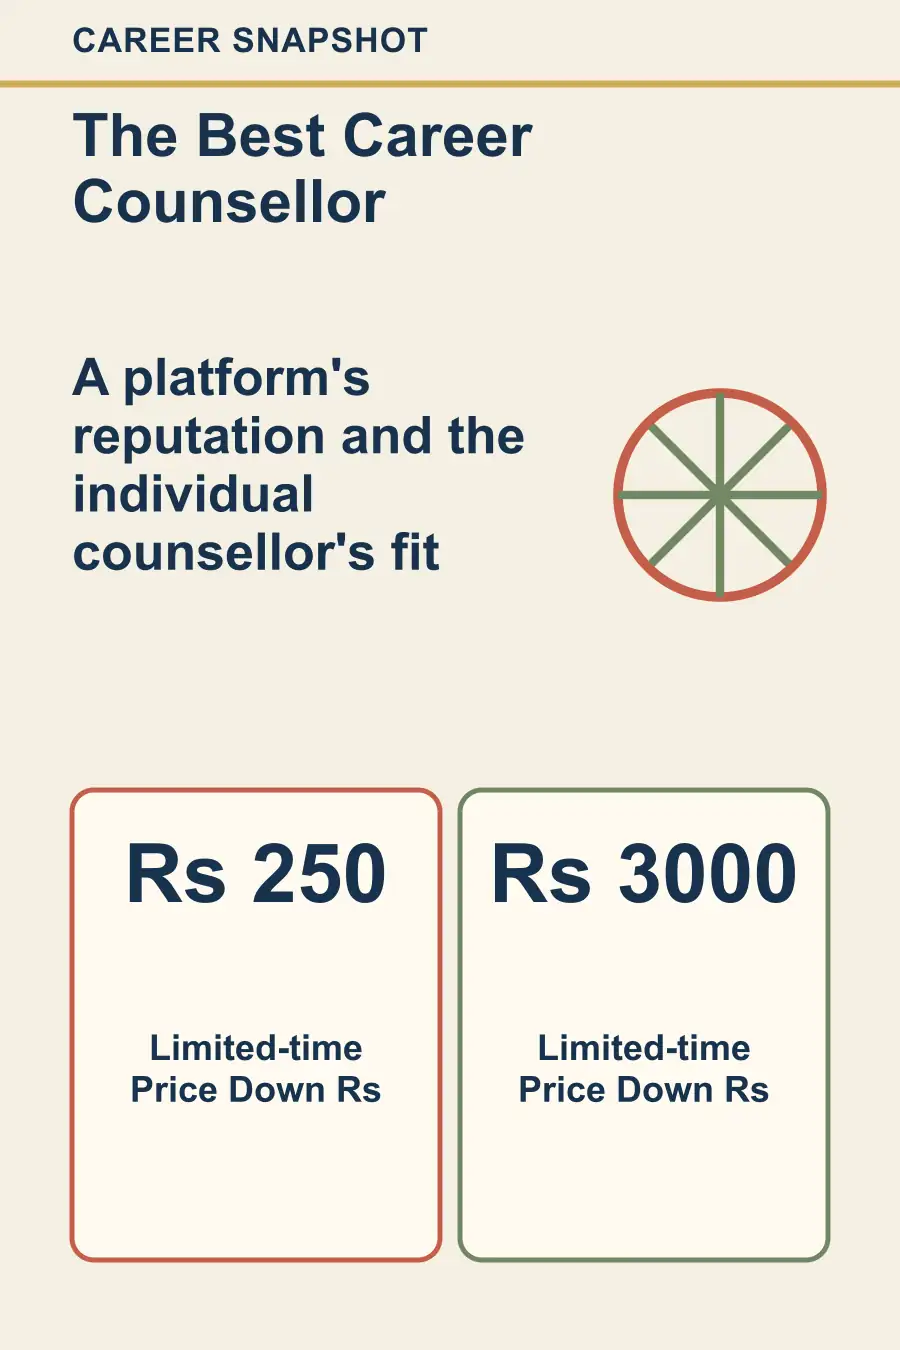 CAREER SNAPSHOT
The Best Career
Counsellor
A platform's
reputation and the
individual
counsellor's fit
Rs 250
Limited-time
Price Down Rs
Rs 3000
Limited-time
Price Down Rs